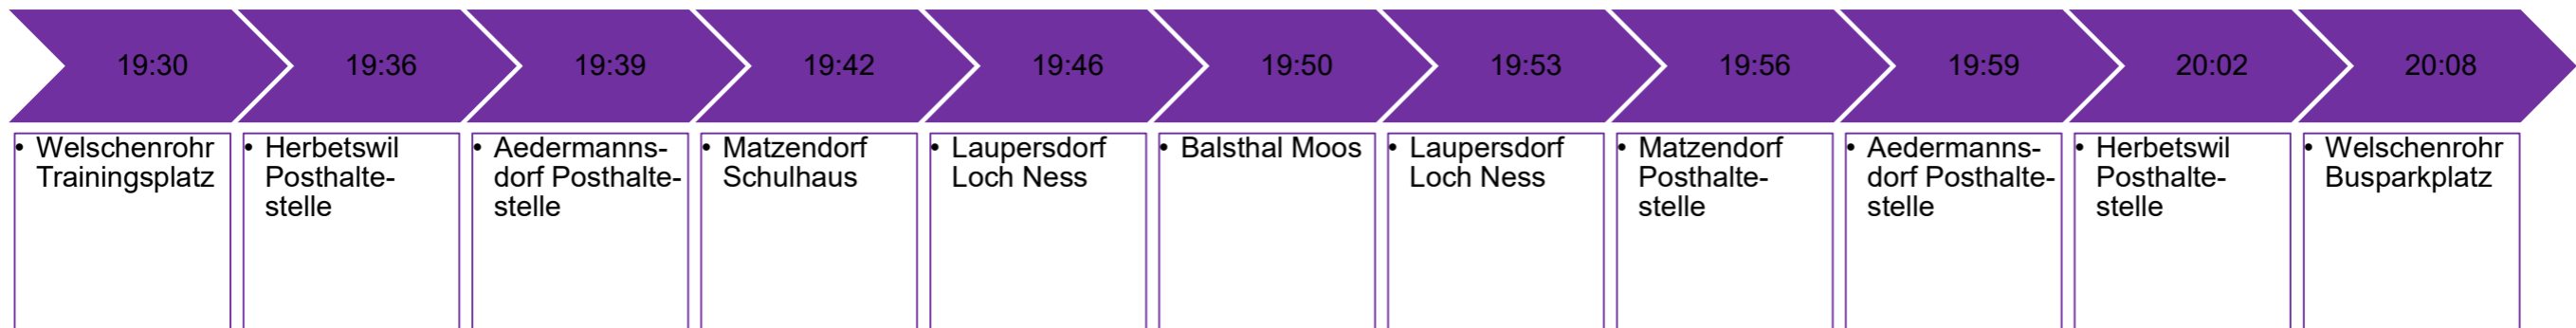 19:30
19:36
19:39
19:42
19:46
19:50
19:53
19:56
19:59
20:02
20:08
• Welschenrohr
Trainingsplatz
• Herbetswil
Posthalte-
stelle
• Aedermanns-
dorf Posthalte-
stelle
• Matzendorf
Schulhaus
• Laupersdorf
Loch Ness
• Balsthal Moos
• Laupersdorf
Loch Ness
• Matzendorf
Posthalte-
stelle
• Aedermanns-
dorf Posthalte-
stelle
• Herbetswil
Posthalte-
stelle
• Welschenrohr
Busparkplatz